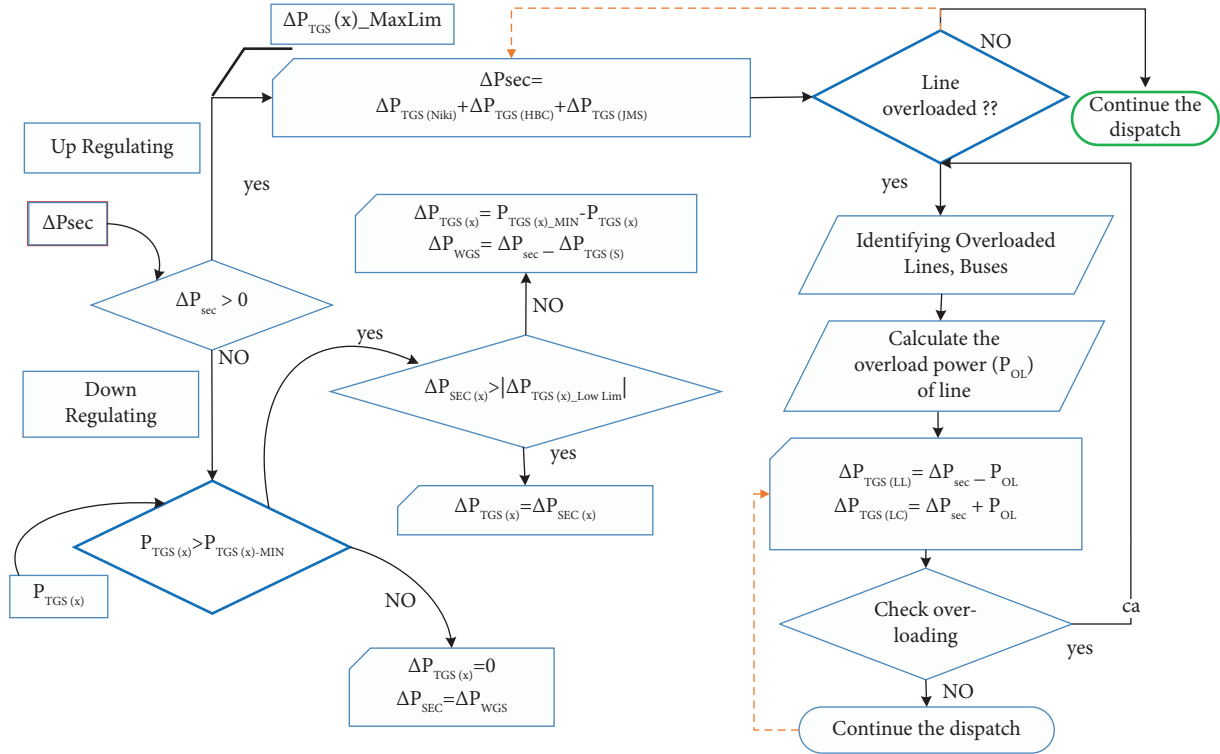 ΔP_TGS (x)_MaxLim
NO
ΔPsec=
ΔP_TGS (Niki)+ΔP_TGS (HBC)+ΔP_TGS (JMS)
Line
overloaded ??
Continue the
dispatch
Up Regulating
yes
ΔPsec
ΔP_sec > 0
NO
Down
Regulating
ΔP_TGS (x)= P_TGS (x)_MIN-P_TGS (x)
ΔP_WGS= ΔP_sec – ΔP_TGS (S)
NO
yes
ΔP_SEC (x)>|ΔP_TGS (x)_Low Lim|
yes
ΔP_TGS (x)=ΔP_SEC (x)
P_TGS (x)>P_TGS (x)-MIN
P_TGS (x)
NO
ΔP_TGS (x)=0
ΔP_SEC=ΔP_WGS
yes
Identifying Overloaded
Lines, Buses
Calculate the
overload power (P_OL)
of line
ΔP_TGS (LL)= ΔP_sec – P_OL
ΔP_TGS (LC)= ΔP_sec + P_OL
Check over-
loading
ca
yes
NO
Continue the dispatch